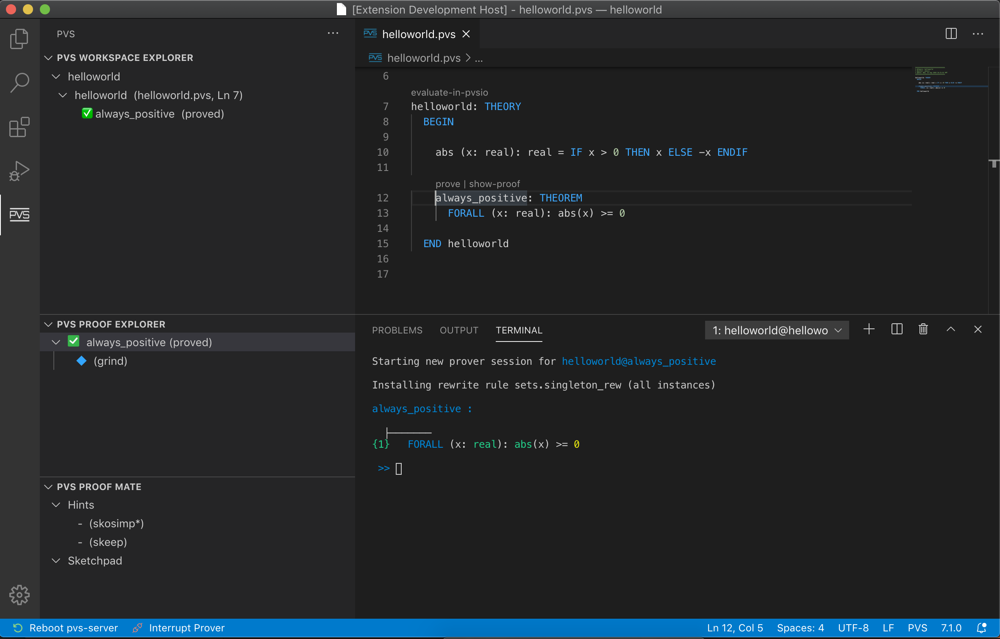 [Extension Development Host] - helloworld.pvs — helloworld
PVS
PVS WORKSPACE EXPLORER
helloworld
helloworld (helloworld.pvs, Ln 7)
always_positive (proved)
PVS PROOF EXPLORER
always_positive (proved)
(grind)
PVS PROOF MATE
Hints
- (skosimp*)
- (skeep)
Sketchpad
PVS
PVS helloworld.pvs
PVS helloworld.pvs > ...
6
evaluate-in-pvsio
7 helloworld: THEORY
8 BEGIN
9
10 abs (x: real): real = IF x > 0 THEN x ELSE -x ENDIF
11
prove | show-proof
12 always_positive: THEOREM
13 FORALL (x: real): abs(x) >= 0
14
15 END helloworld
16
17
PROBLEMS OUTPUT TERMINAL 1: helloworld@hellowo
Starting new prover session for helloworld@always_positive
Installing rewrite rule sets.singleton_rew (all instances)
always_positive :
├───────
{1} FORALL (x: real): abs(x) >= 0
>>
Reboot pvs-server Interrupt Prover Ln 12, Col 5 Spaces: 4 UTF-8 LF PVS 7.1.0